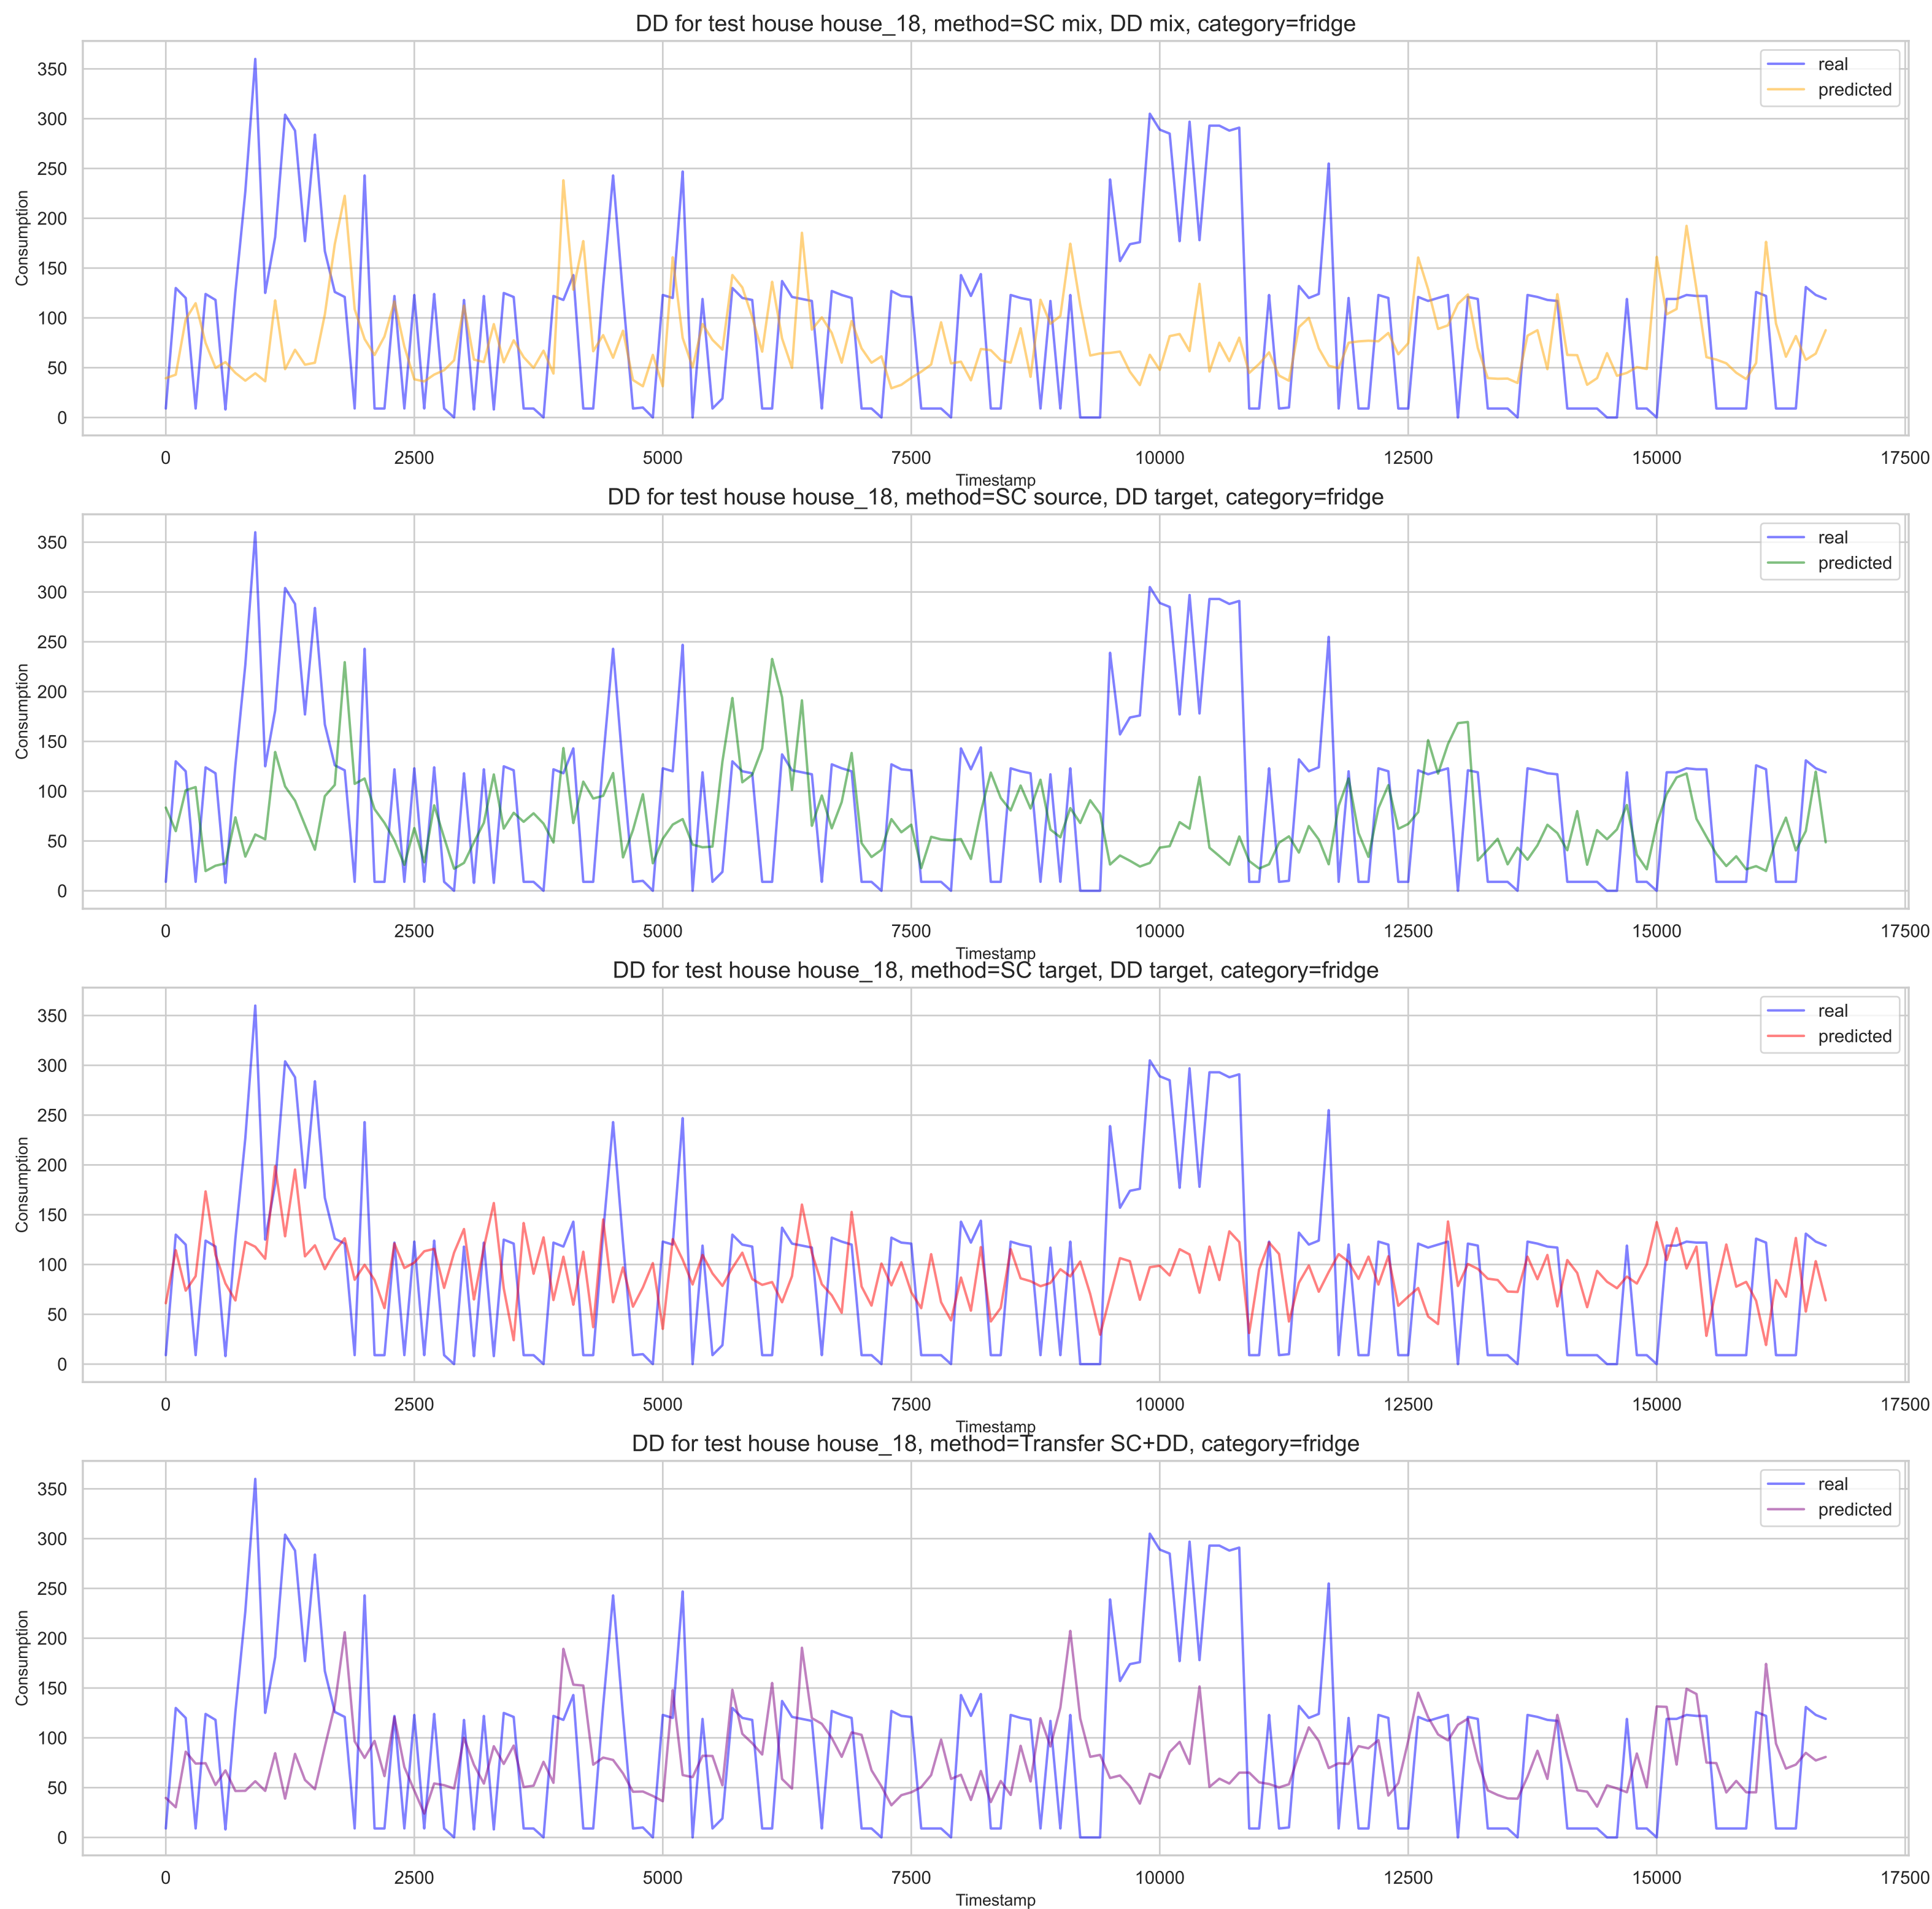 DD for test house house_18, method=SC mix, DD mix, category=fridge
real
predicted
350
300
250
200
150
100
50
0
Consumption
0 2500 5000 7500 10000 12500 15000 17500
Timestamp
DD for test house house_18, method=SC source, DD target, category=fridge
real
predicted
350
300
250
200
150
100
50
0
Consumption
0 2500 5000 7500 10000 12500 15000 17500
Timestamp
DD for test house house_18, method=SC target, DD target, category=fridge
real
predicted
350
300
250
200
150
100
50
0
Consumption
0 2500 5000 7500 10000 12500 15000 17500
Timestamp
DD for test house house_18, method=Transfer SC+DD, category=fridge
real
predicted
350
300
250
200
150
100
50
0
Consumption
0 2500 5000 7500 10000 12500 15000 17500
Timestamp